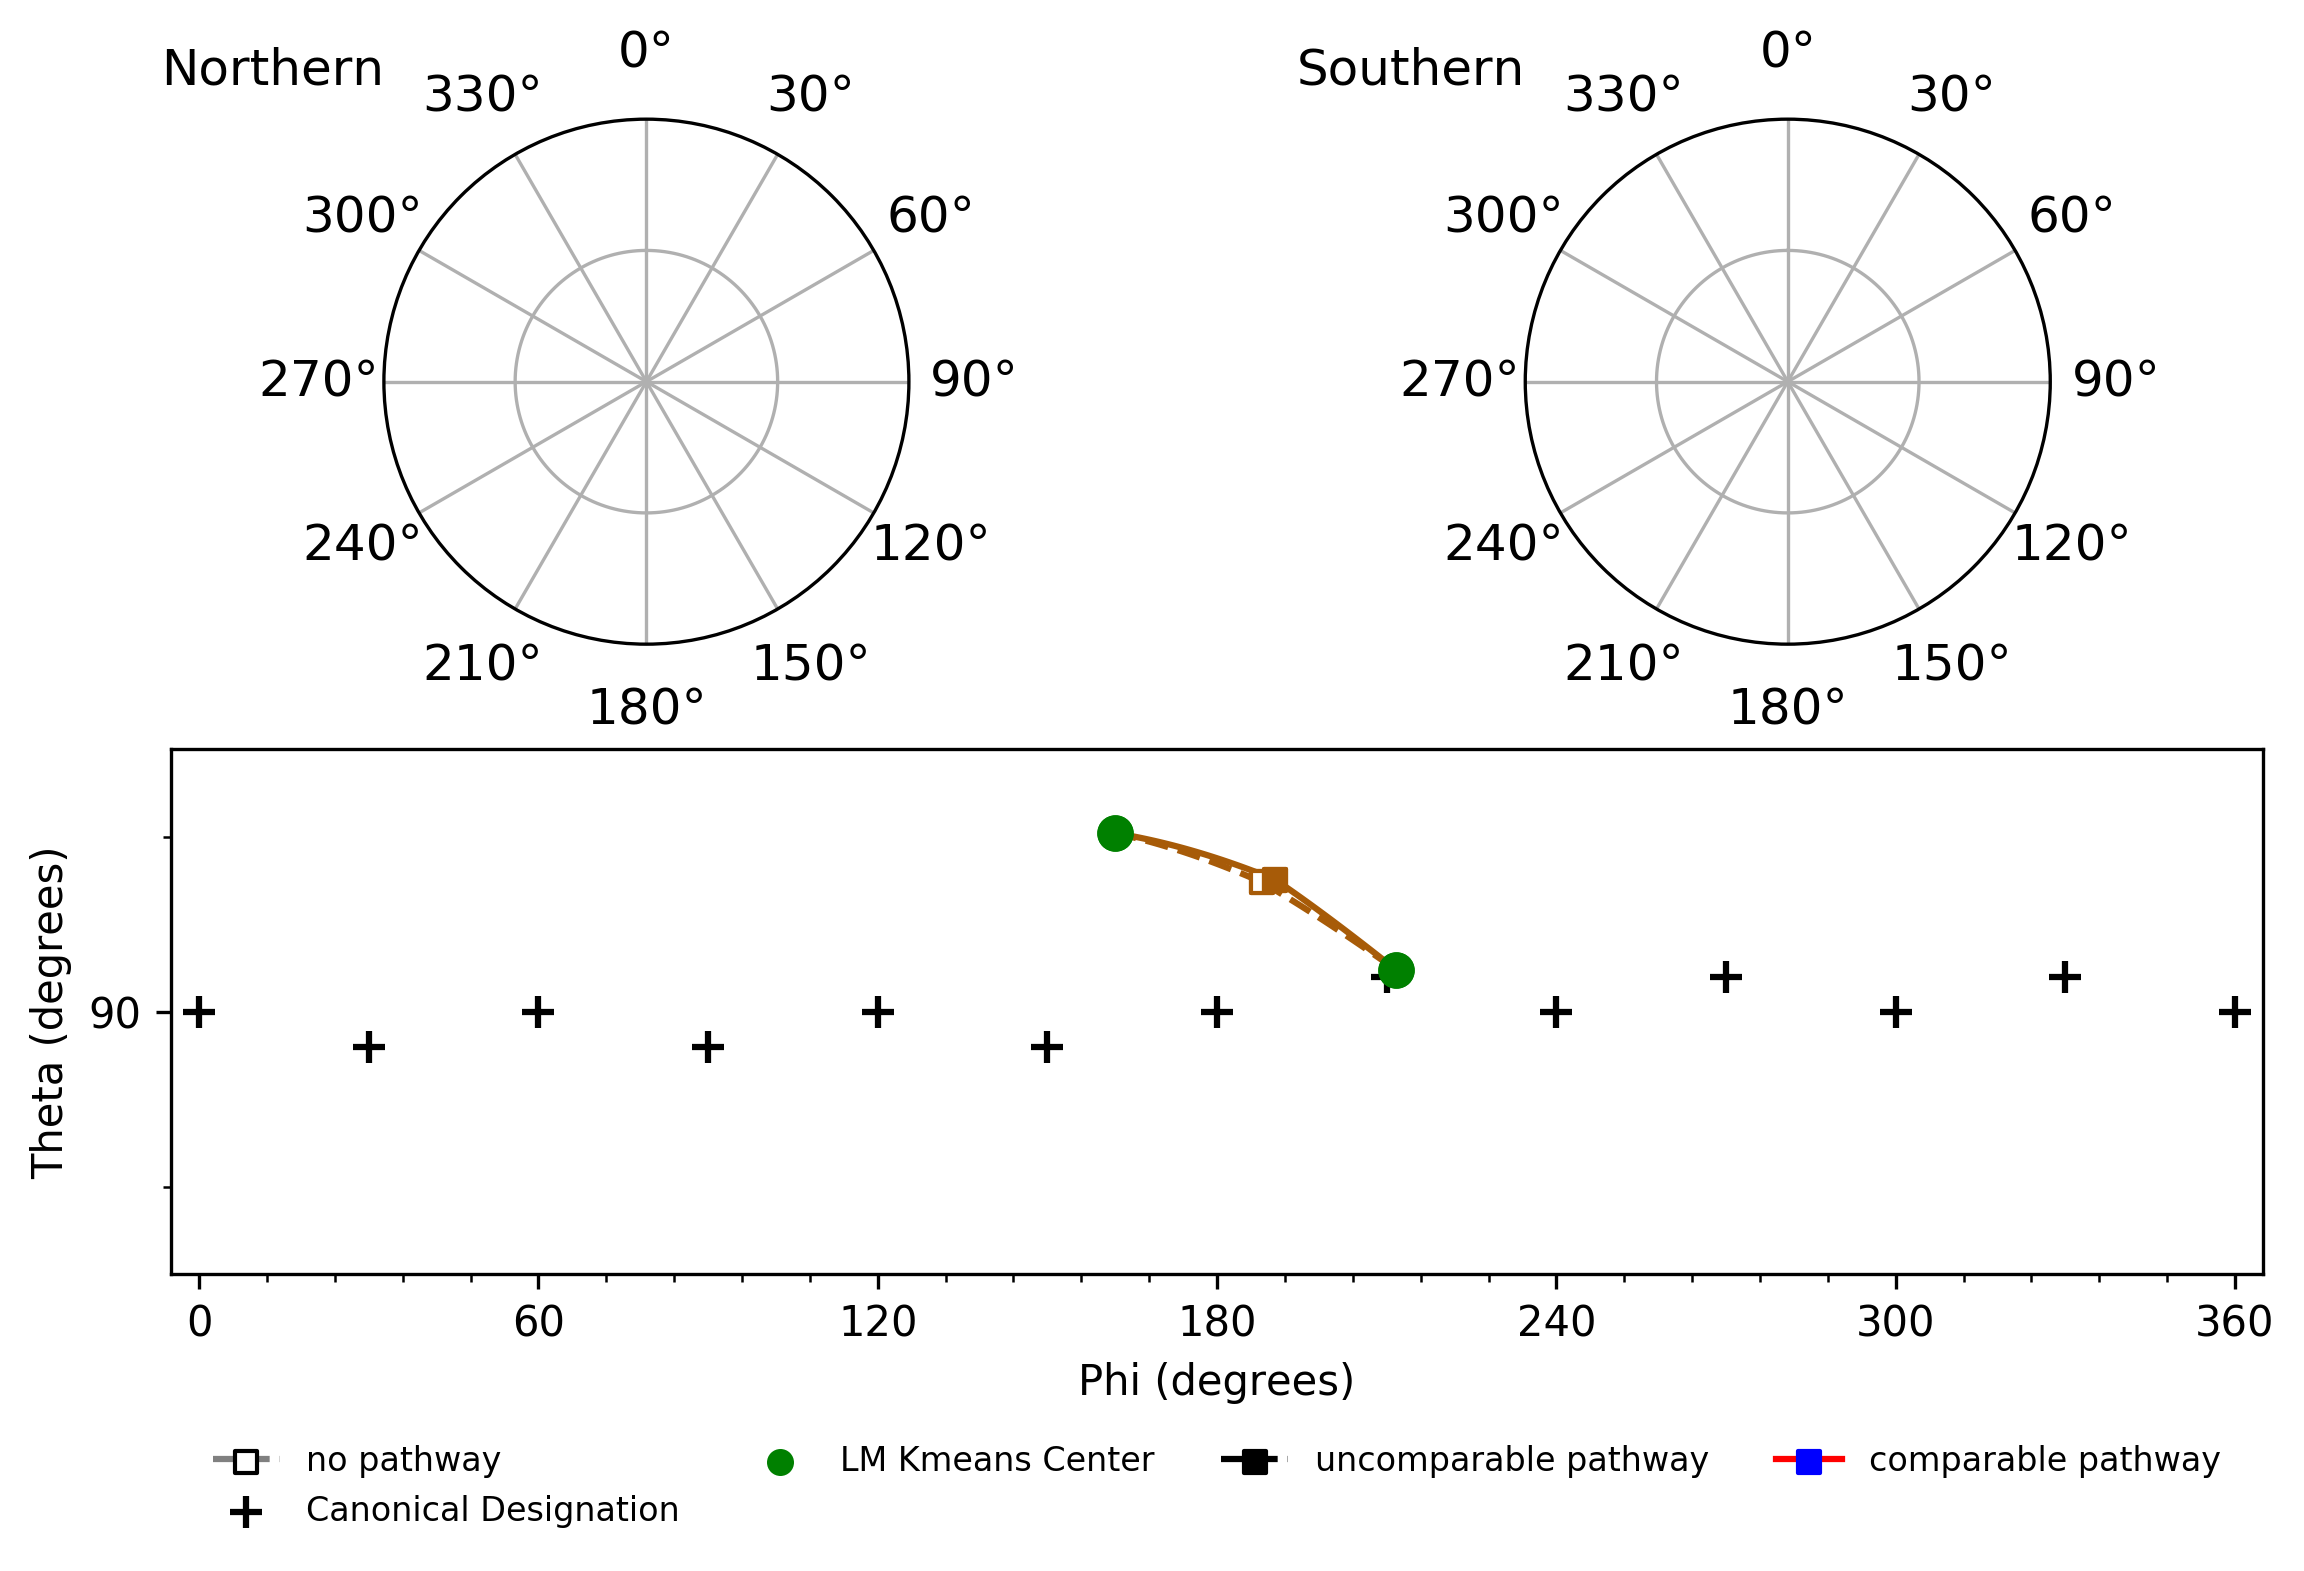 Northern
0°
330°
30°
300°
60°
270°
90°
240°
120°
210°
150°
180°
Southern
0°
330°
30°
300°
60°
270°
90°
240°
120°
210°
150°
180°
Theta (degrees)
90
0 60 120 180 240 300 360
Phi (degrees)
no pathway
Canonical Designation
LM Kmeans Center
uncomparable pathway
comparable pathway